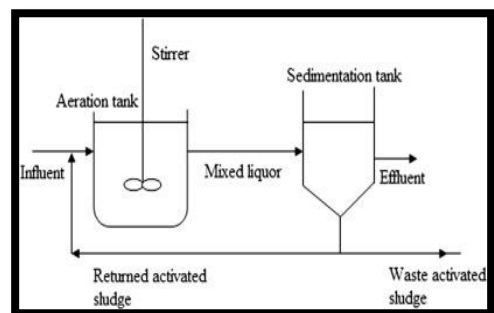 Stirrer
Sedimentation tank
Aeration tank
Influent
Mixed liquor
Effluent
Returned activated
sludge
Waste activated
sludge